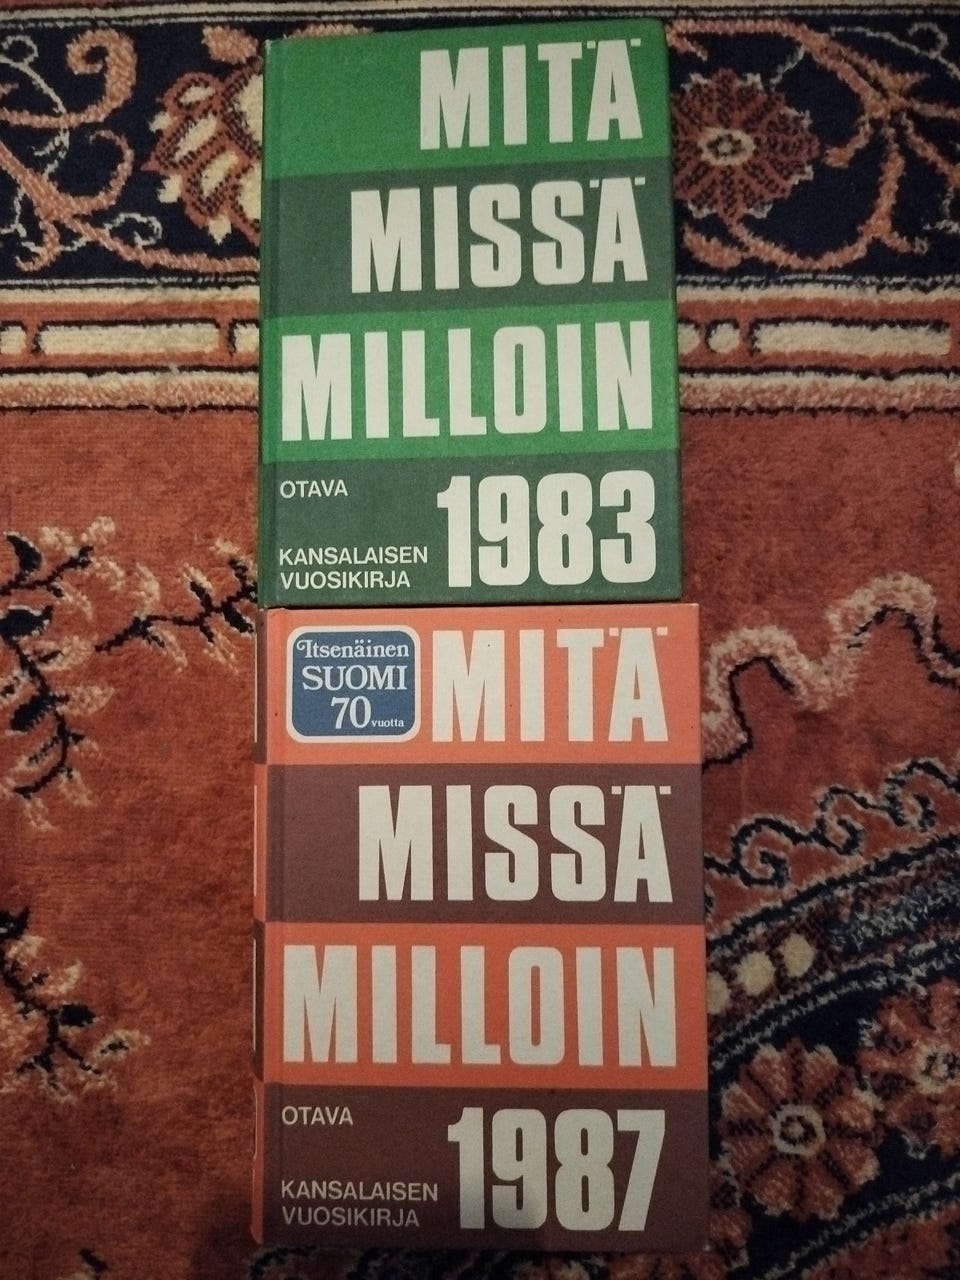 MITÄ
MISSÄ
MILLOIN
OTAVA
1983
KANSALAISEN
VUOSIKIRJA
Itsenäinen
SUOMI
70 vuotta
MITÄ
MISSÄ
MILLOIN
OTAVA
1987
KANSALAISEN
VUOSIKIRJA